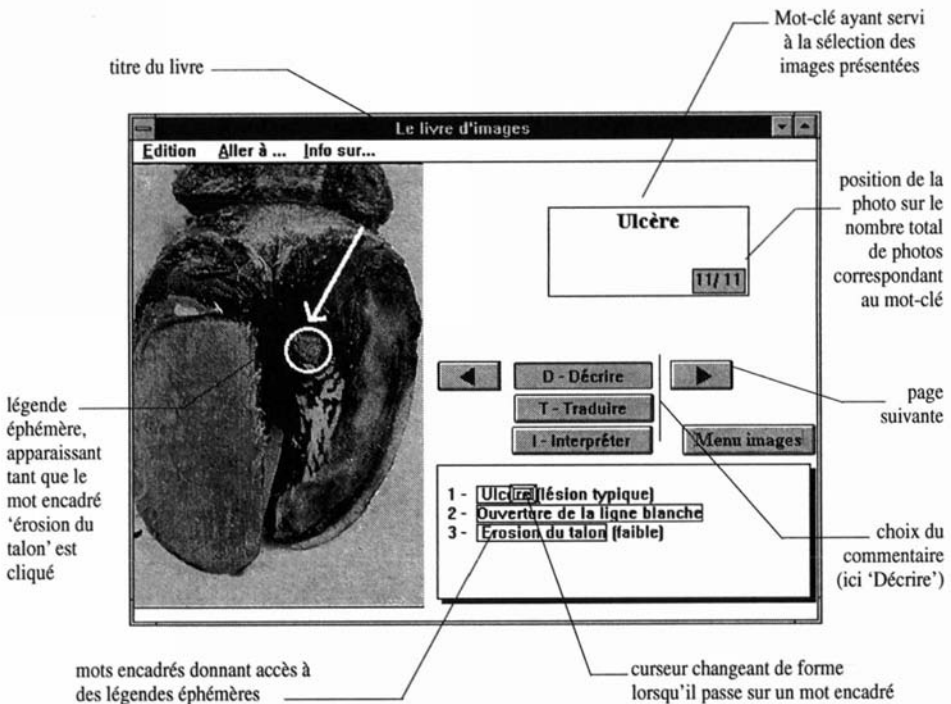 Mot-clé ayant servi
à la sélection des
images présentées
titre du livre
Le livre d'images
Edition Aller à ... Info sur...
position de la
photo sur le
nombre total
de photos
correspondant
au mot-clé
Ulcère
11/11
légende
éphémère,
apparaissant
tant que le
mot encadré
‘érosion du
talon’ est
cliqué
D - Décrire
T - Traduire
I - Interpréter
Menu images
page
suivante
1 - Ulcère (lésion typique)
2 - Ouverture de la ligne blanche
3 - Erosion du talon (faible)
choix du
commentaire
(ici ‘Décrire’)
mots encadrés donnant accès à
des légendes éphémères
curseur changeant de forme
lorsqu'il passe sur un mot encadré